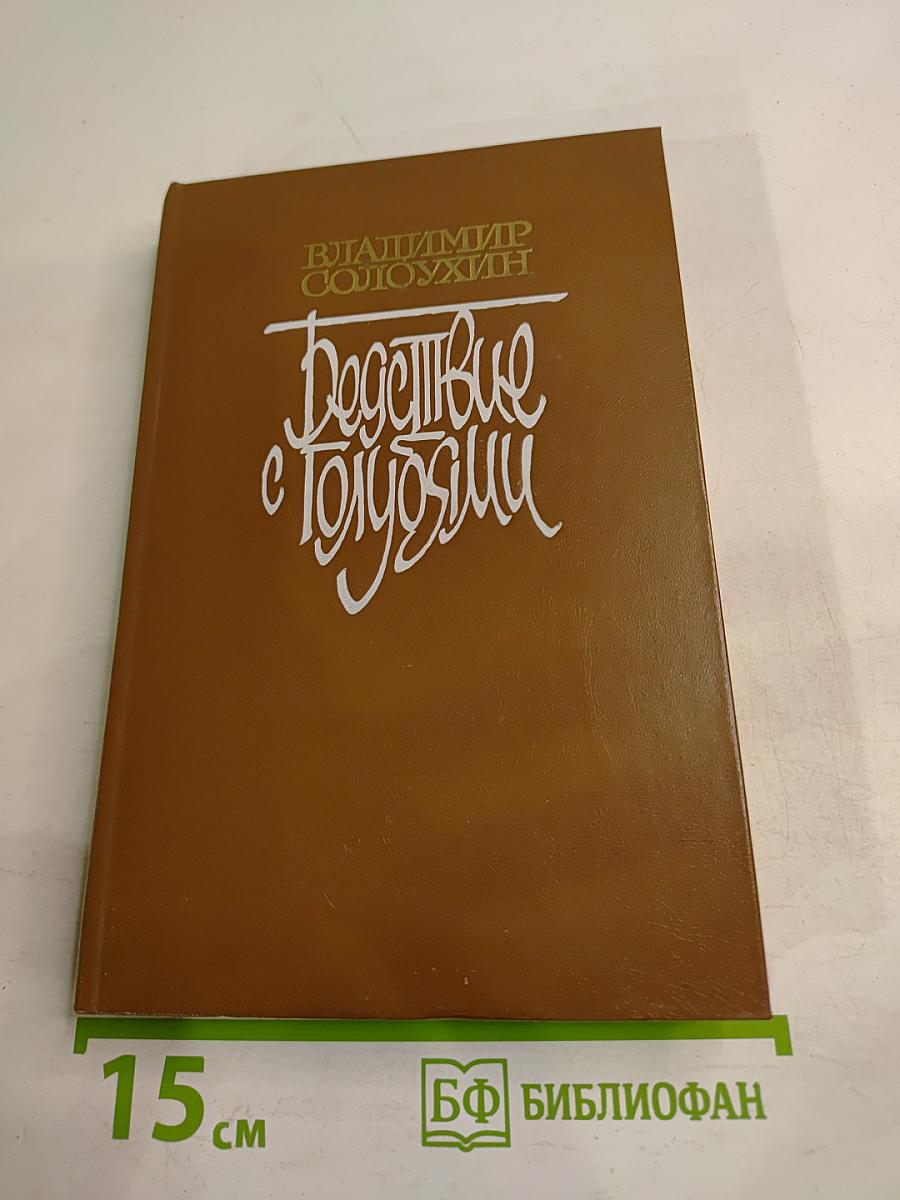 ВЛАДИМИР
СОЛОУХИН
Бедствие
с голубями
15 см
БФ БИБЛИОФАН